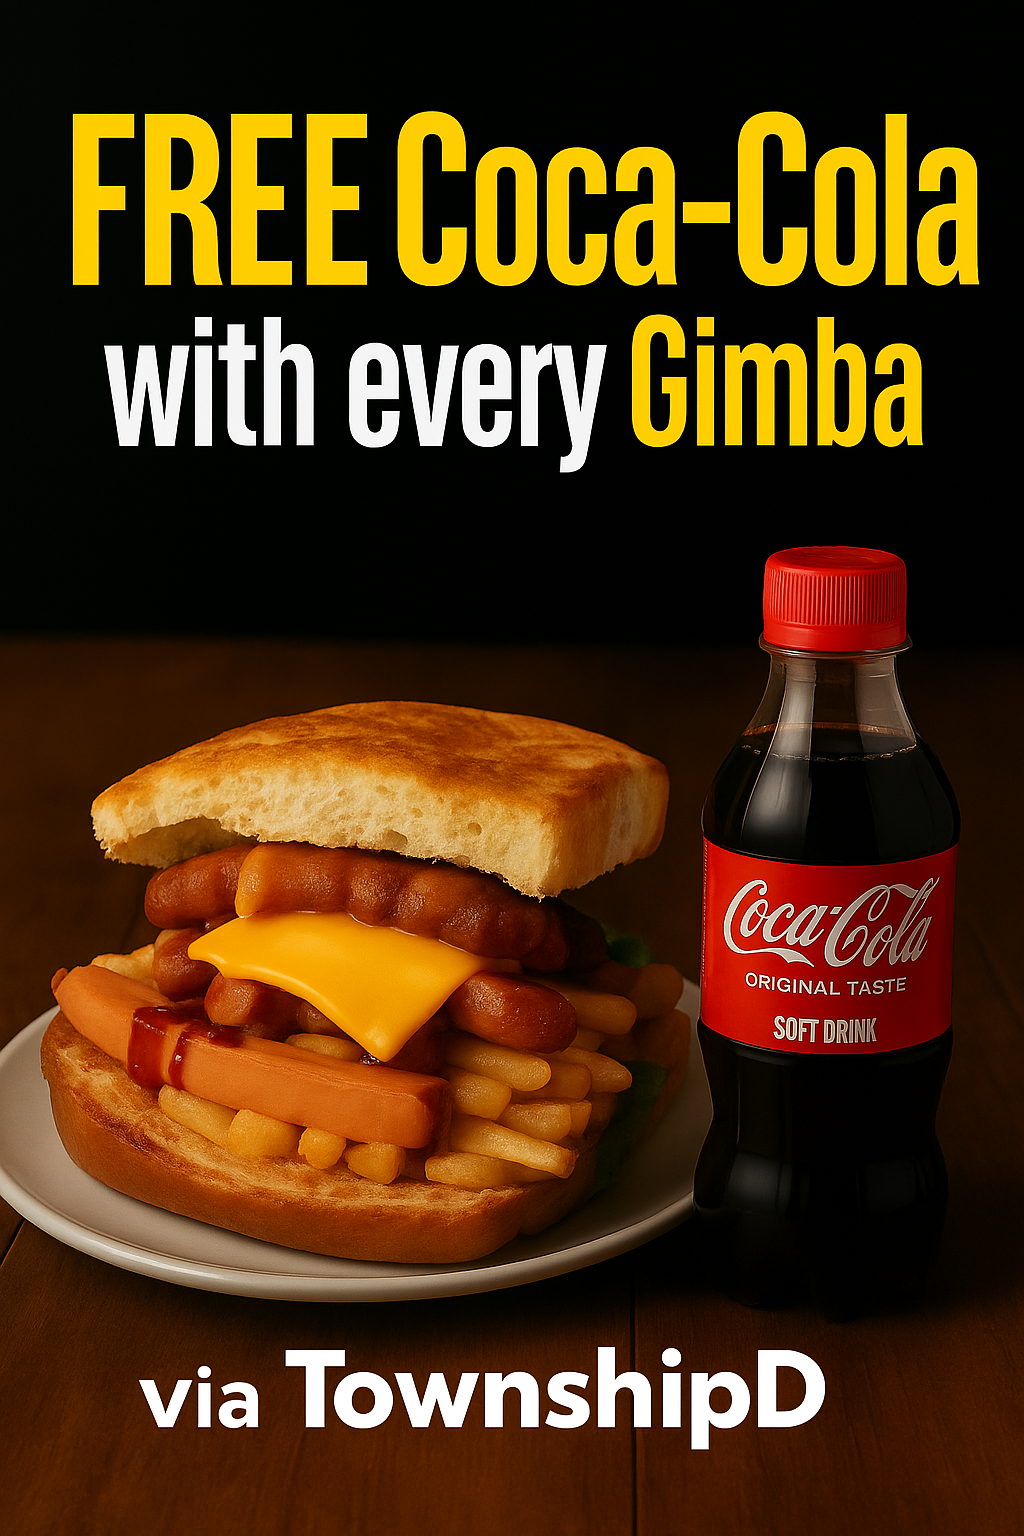 FREE Coca-Cola
with every Gimba
Coca-Cola
ORIGINAL TASTE
SOFT DRINK
via TownshipD